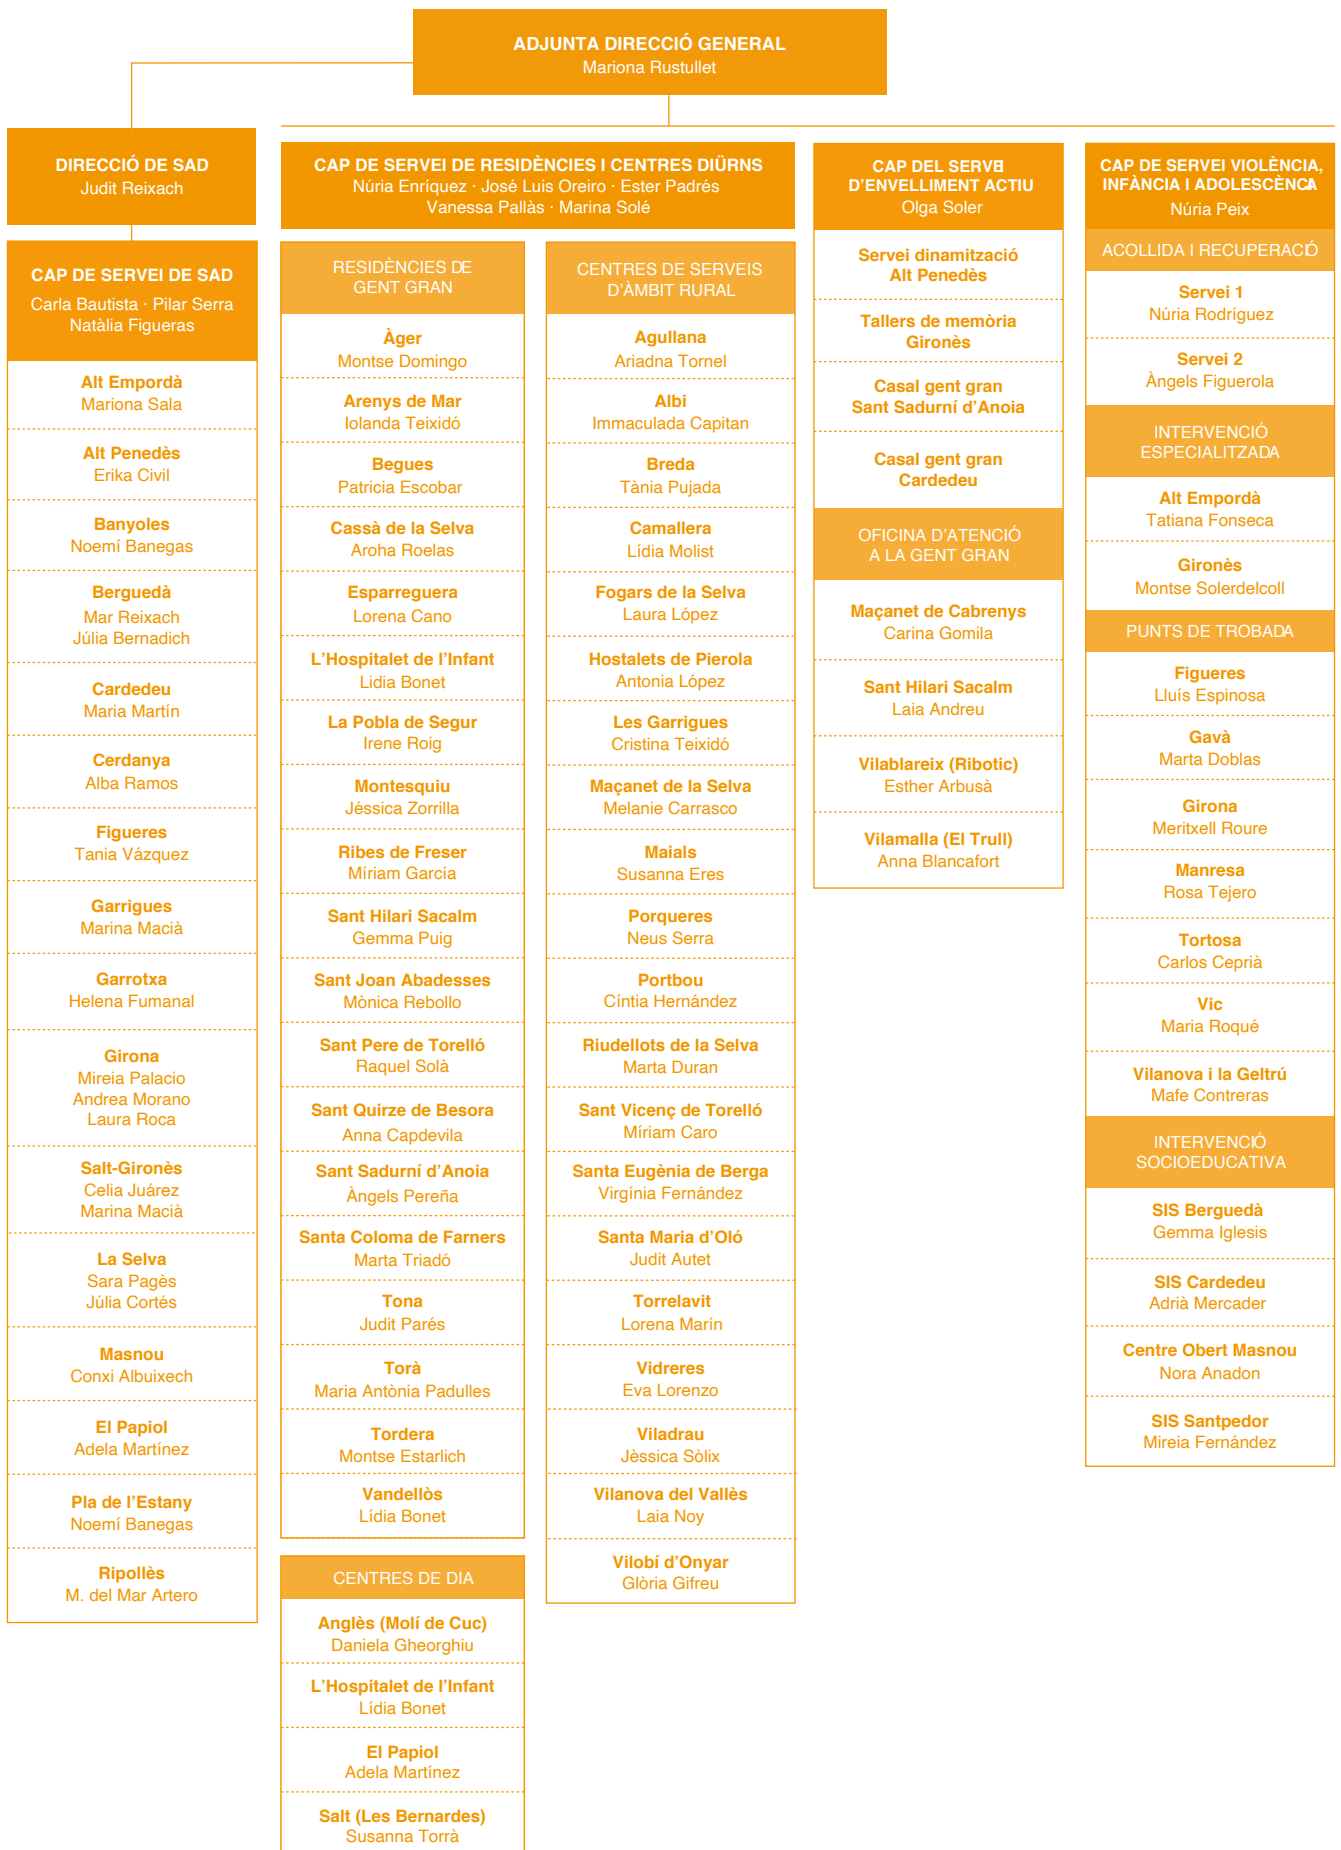 ADJUNTA DIRECCIÓ GENERAL
Mariona Rustullet
DIRECCIÓ DE SAD
Judit Reixach
CAP DE SERVEI DE SAD
Carla Bautista · Pilar Serra
Natàlia Figueras
Alt Empordà
Mariona Sala
Alt Penedès
Erika Civil
Banyoles
Noemí Banegas
Berguedà
Mar Reixach
Júlia Bernadich
Cardedeu
Maria Martín
Cerdanya
Alba Ramos
Figueres
Tania Vázquez
Garrigues
Marina Macià
Garrotxa
Helena Fumanal
Girona
Mireia Palacio
Andrea Morano
Laura Roca
Salt-Gironès
Celia Juárez
Marina Macià
La Selva
Sara Pagès
Júlia Cortés
Masnou
Conxi Albuixech
El Papiol
Adela Martínez
Pla de l'Estany
Noemí Banegas
Ripollès
M. del Mar Artero
CAP DE SERVEI DE RESIDÈNCIES I CENTRES DIÜRNS
Núria Enríquez · José Luis Oreiro · Ester Padrés
Vanessa Pallàs · Marina Solé
RESIDÈNCIES DE
GENT GRAN
Àger
Montse Domingo
Arenys de Mar
Iolanda Teixidó
Begues
Patricia Escobar
Cassà de la Selva
Aroha Roelas
Esparreguera
Lorena Cano
L'Hospitalet de l'Infant
Lidia Bonet
La Pobla de Segur
Irene Roig
Montesquiu
Jéssica Zorrilla
Ribes de Freser
Míriam García
Sant Hilari Sacalm
Gemma Puig
Sant Joan Abadesses
Mònica Rebollo
Sant Pere de Torelló
Raquel Solà
Sant Quirze de Besora
Anna Capdevila
Sant Sadurní d'Anoia
Àngels Pereña
Santa Coloma de Farners
Marta Triadó
Tona
Judit Parés
Torà
Maria Antònia Padulles
Tordera
Montse Estarlich
Vandellòs
Lídia Bonet
CENTRES DE DIA
Anglès (Molí de Cuc)
Daniela Gheorghiu
L'Hospitalet de l'Infant
Lídia Bonet
El Papiol
Adela Martínez
Salt (Les Bernardes)
Susanna Torrà
CENTRES DE SERVEIS
D'ÀMBIT RURAL
Agullana
Ariadna Tornel
Albi
Immaculada Capitan
Breda
Tània Pujada
Camallera
Lídia Molist
Fogars de la Selva
Laura López
Hostalets de Pierola
Antonia López
Les Garrigues
Cristina Teixidó
Maçanet de la Selva
Melanie Carrasco
Maials
Susanna Eres
Porqueres
Neus Serra
Portbou
Cíntia Hernández
Riudellots de la Selva
Marta Duran
Sant Vicenç de Torelló
Míriam Caro
Santa Eugènia de Berga
Virgínia Fernández
Santa Maria d'Oló
Judit Autet
Torrelavit
Lorena Marín
Vidreres
Eva Lorenzo
Viladrau
Jèssica Sòlix
Vilanova del Vallès
Laia Noy
Vilobí d'Onyar
Glòria Gifreu
CAP DEL SERVEI
D'ENVELLIMENT ACTIU
Olga Soler
Servei dinamització
Alt Penedès
Tallers de memòria
Gironès
Casal gent gran
Sant Sadurní d'Anoia
Casal gent gran
Cardedeu
OFICINA D'ATENCIÓ
A LA GENT GRAN
Maçanet de Cabrenys
Carina Gomila
Sant Hilari Sacalm
Laia Andreu
Vilablareix (Ribotic)
Esther Arbusà
Vilamalla (El Trull)
Anna Blancafort
CAP DE SERVEI VIOLÈNCIA,
INFÀNCIA I ADOLESCÈNCIA
Núria Peix
ACOLLIDA I RECUPERACIÓ
Servei 1
Núria Rodríguez
Servei 2
Àngels Figuerola
INTERVENCIÓ
ESPECIALITZADA
Alt Empordà
Tatiana Fonseca
Gironès
Montse Solerdelcoll
PUNTS DE TROBADA
Figueres
Lluís Espinosa
Gavà
Marta Doblas
Girona
Meritxell Roure
Manresa
Rosa Tejero
Tortosa
Carlos Ceprià
Vic
Maria Roqué
Vilanova i la Geltrú
Mafe Contreras
INTERVENCIÓ
SOCIOEDUCATIVA
SIS Berguedà
Gemma Iglesis
SIS Cardedeu
Adrià Mercader
Centre Obert Masnou
Nora Anadon
SIS Santpedor
Mireia Fernández